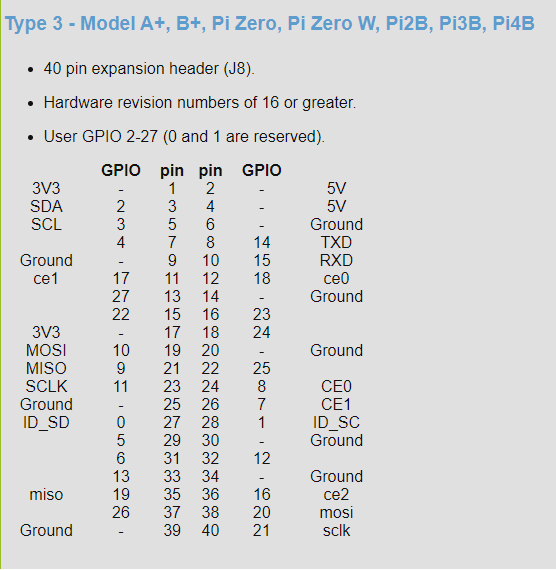 Type 3 - Model A+, B+, Pi Zero, Pi Zero W, Pi2B, Pi3B, Pi4B
• 40 pin expansion header (J8).
• Hardware revision numbers of 16 or greater.
• User GPIO 2-27 (0 and 1 are reserved).
GPIO pin pin GPIO
3V3 - 1 2 - 5V
SDA 2 3 4 - 5V
SCL 3 5 6 - Ground
4 7 8 14 TXD
Ground - 9 10 15 RXD
ce1 17 11 12 18 ce0
27 13 14 - Ground
22 15 16 23
3V3 - 17 18 24
MOSI 10 19 20 - Ground
MISO 9 21 22 25
SCLK 11 23 24 8 CE0
Ground - 25 26 7 CE1
ID_SD 0 27 28 1 ID_SC
5 29 30 - Ground
6 31 32 12
13 33 34 - Ground
miso 19 35 36 16 ce2
26 37 38 20 mosi
Ground - 39 40 21 sclk